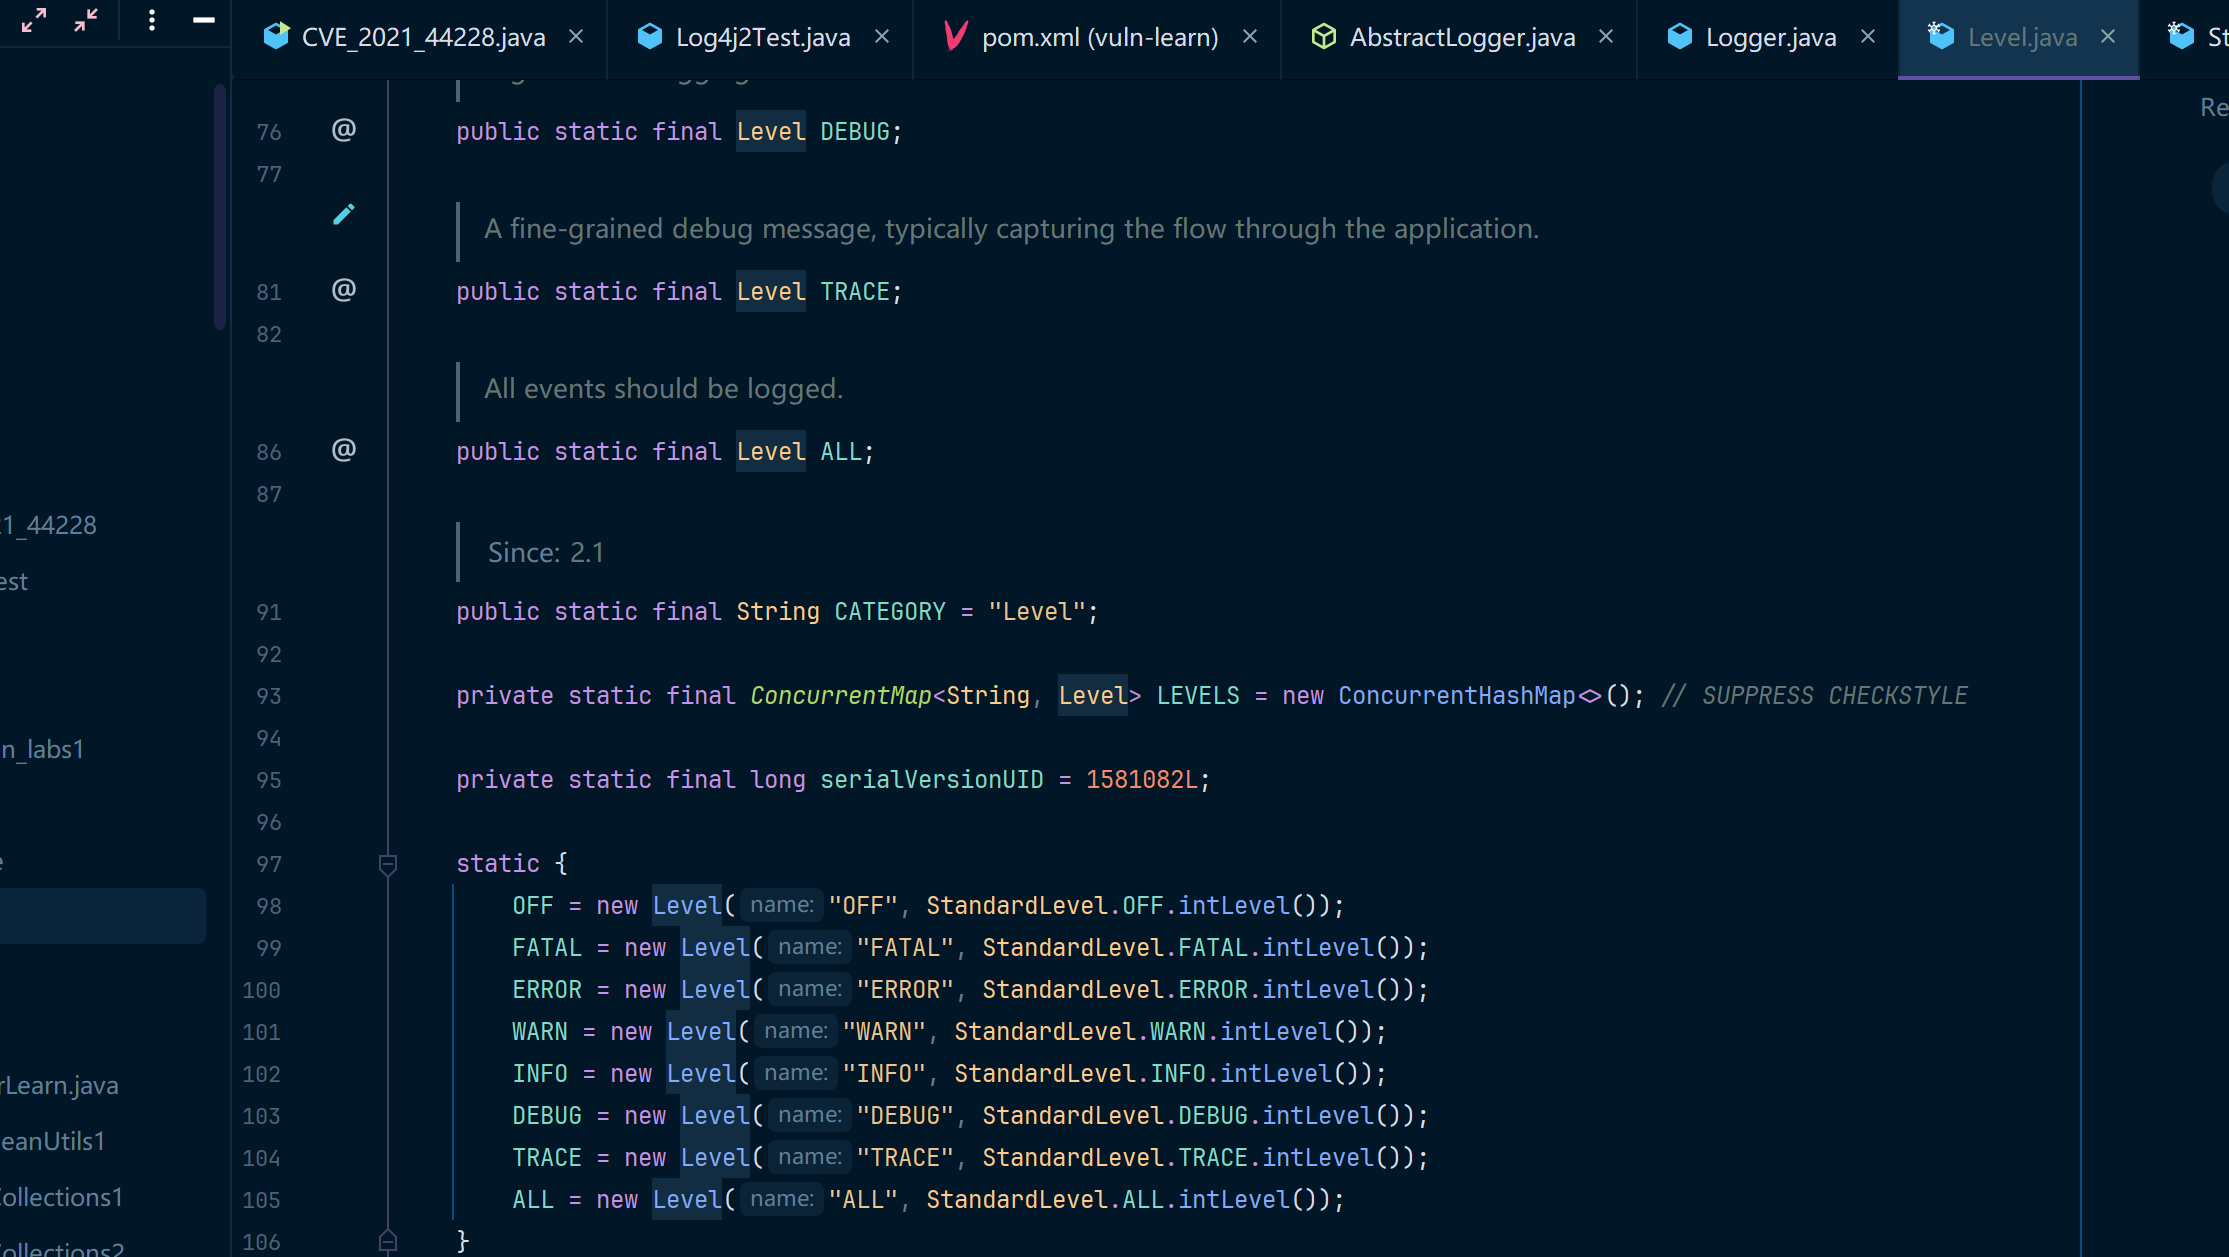 CVE_2021_44228.java × Log4j2Test.java × pom.xml (vuln-learn) × AbstractLogger.java × Logger.java × Level.java × St
Re
76 @ public static final Level DEBUG;
77
A fine-grained debug message, typically capturing the flow through the application.
81 @ public static final Level TRACE;
82
All events should be logged.
86 @ public static final Level ALL;
87
21_44228
Since: 2.1
est
91 public static final String CATEGORY = "Level";
92
93 private static final ConcurrentMap<String, Level> LEVELS = new ConcurrentHashMap<>(); // SUPPRESS CHECKSTYLE
94
n_labs1
95 private static final long serialVersionUID = 1581082L;
96
97 static {
e
98 OFF = new Level( name: "OFF", StandardLevel.OFF.intLevel());
99 FATAL = new Level( name: "FATAL", StandardLevel.FATAL.intLevel());
100 ERROR = new Level( name: "ERROR", StandardLevel.ERROR.intLevel());
101 WARN = new Level( name: "WARN", StandardLevel.WARN.intLevel());
102 INFO = new Level( name: "INFO", StandardLevel.INFO.intLevel());
rLearn.java
103 DEBUG = new Level( name: "DEBUG", StandardLevel.DEBUG.intLevel());
eanUtils1
104 TRACE = new Level( name: "TRACE", StandardLevel.TRACE.intLevel());
ollections1
105 ALL = new Level( name: "ALL", StandardLevel.ALL.intLevel());
106 }
ollections2